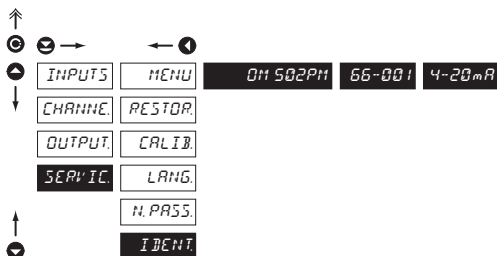 INPUTS MENU OM 502PM 66-001 4-20mA
CHANNE. RESTOR.
OUTPUT. CALIB.
SERVIC. LANG.
N. PASS.
IDENT.